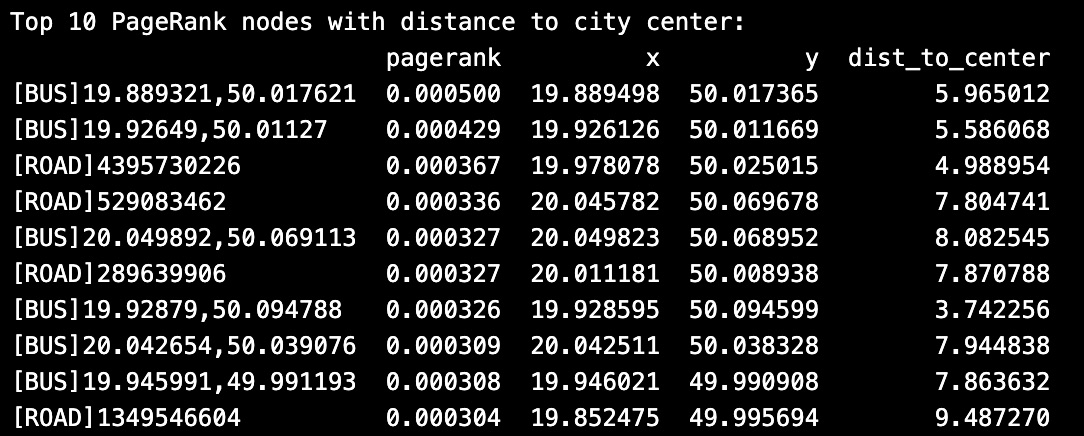 Top 10 PageRank nodes with distance to city center:
pagerank x y dist_to_center
[BUS]19.889321,50.017621 0.000500 19.889498 50.017365 5.965012
[BUS]19.92649,50.01127 0.000429 19.926126 50.011669 5.586068
[ROAD]4395730226 0.000367 19.978078 50.025015 4.988954
[ROAD]529083462 0.000336 20.045782 50.069678 7.804741
[BUS]20.049892,50.069113 0.000327 20.049823 50.068952 8.082545
[ROAD]289639906 0.000327 20.011181 50.008938 7.870788
[BUS]19.92879,50.094788 0.000326 19.928595 50.094599 3.742256
[BUS]20.042654,50.039076 0.000309 20.042511 50.038328 7.944838
[BUS]19.945991,49.991193 0.000308 19.946021 49.990908 7.863632
[ROAD]1349546604 0.000304 19.852475 49.995694 9.487270